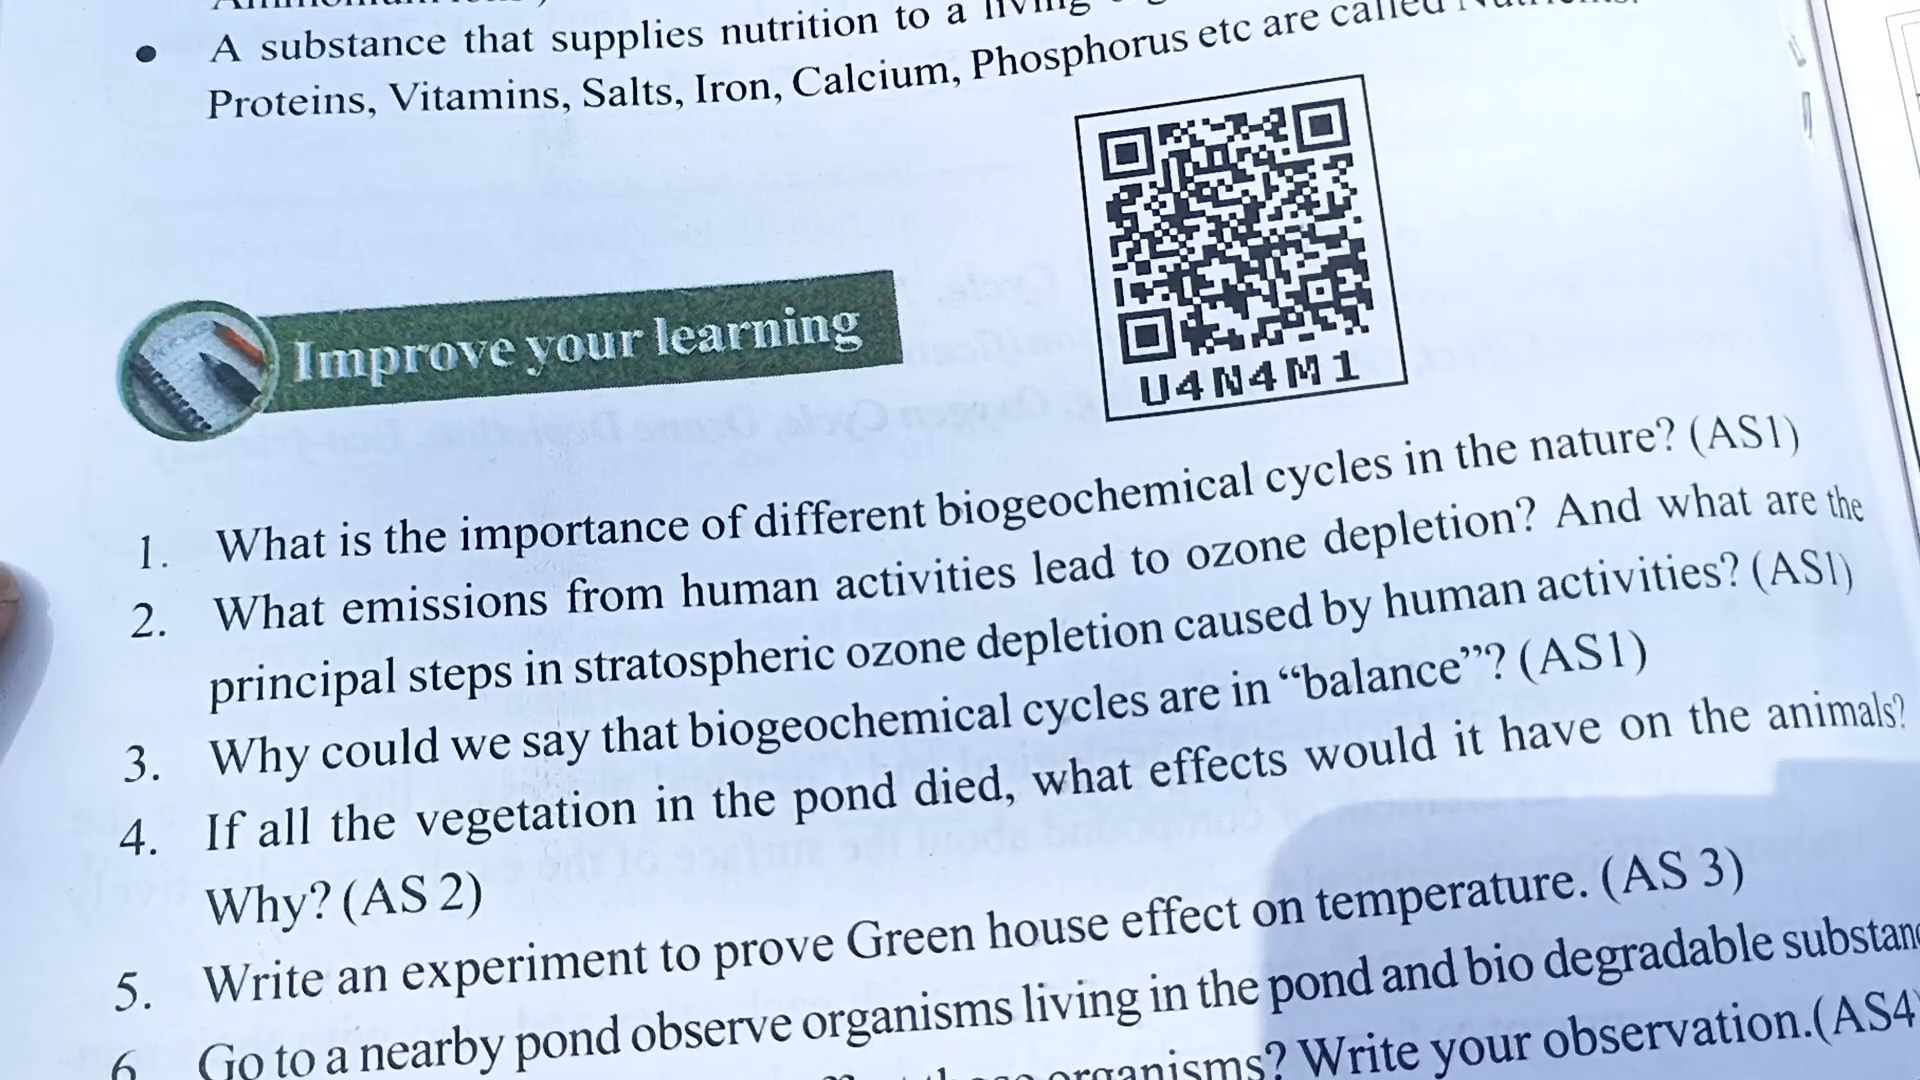 • A substance that supplies nutrition to a living
Proteins, Vitamins, Salts, Iron, Calcium, Phosphorus etc are called Nutrients.
U4N4M1
Improve your learning
1. What is the importance of different biogeochemical cycles in the nature? (AS1)
2. What emissions from human activities lead to ozone depletion? And what are the
principal steps in stratospheric ozone depletion caused by human activities? (AS1)
3. Why could we say that biogeochemical cycles are in “balance”? (AS1)
4. If all the vegetation in the pond died, what effects would it have on the animals?
Why? (AS 2)
5. Write an experiment to prove Green house effect on temperature. (AS 3)
6. Go to a nearby pond observe organisms living in the pond and bio degradable
organisms? Write your observation.(AS4)